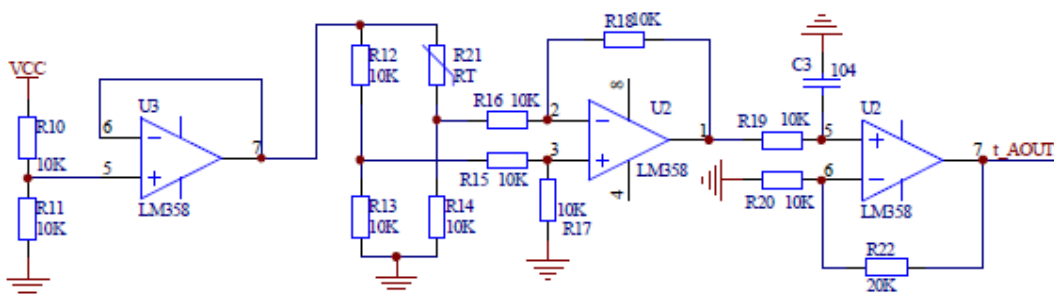 VCC
R10
10K
R11
10K
U3
6
5
7
LM358
R12
10K
R21
RT
R13
10K
R14
10K
R16 10K
R15 10K
R18 10K
2
3
8
4
1
U2
LM358
10K
R17
C3
104
R19 10K
R20 10K
5
6
7
U2
LM358
R22
20K
t_AOUT